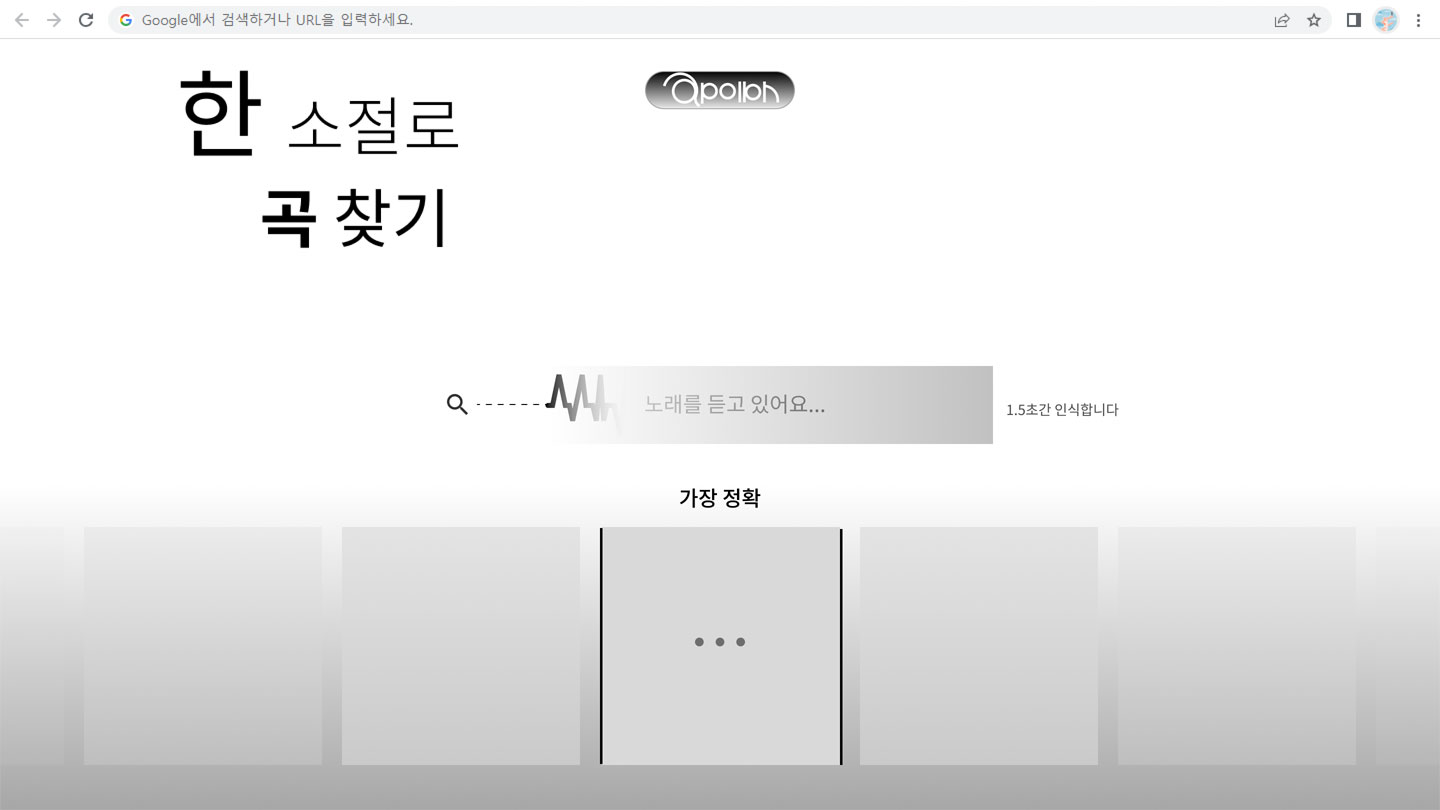 Google에서 검색하거나 URL을 입력하세요.
한 소절로
곡 찾기
노래를 듣고 있어요...
1.5초간 인식합니다
가장 정확